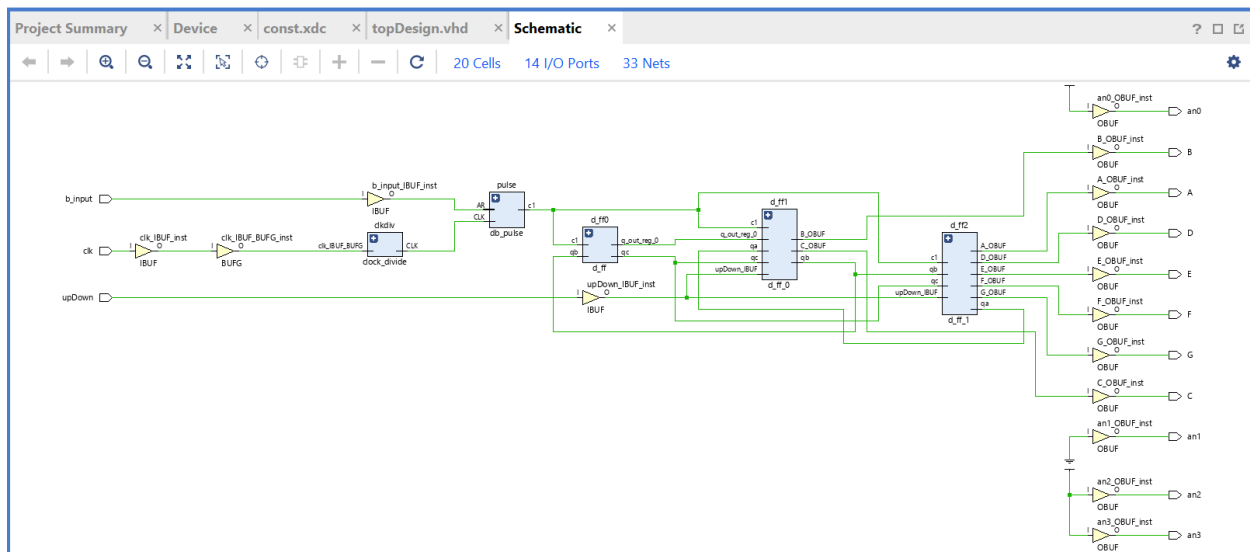 Project Summary × Device × const.xdc × topDesign.vhd × Schematic × ?
20 Cells 14 I/O Ports 33 Nets
an0_OBUF_inst
I O an0
OBUF
B_OBUF_inst
I O B
OBUF
b_input_IBUF_inst
b_input I O
IBUF
pulse
AR c1
CLK
db_pulse
A_OBUF_inst
I O A
OBUF
clk_IBUF_inst
clk I O
IBUF
clk_IBUF_BUFG_inst
I O
BUFG
clkdiv
clk_IBUF_BUFG CLK
clock_divide
d_ff0
c1 q_out_reg_0
qb qc
d_ff
d_ff1
c1
q_out_reg_0 B_OBUF
qa C_OBUF
qc qb
upDown_IBUF
d_ff_0
d_ff2
A_OBUF
c1 D_OBUF
qb E_OBUF
qc F_OBUF
upDown_IBUF G_OBUF
qa
d_ff_1
D_OBUF_inst
I O D
OBUF
E_OBUF_inst
I O E
OBUF
upDown_IBUF_inst
upDown I O
IBUF
F_OBUF_inst
I O F
OBUF
G_OBUF_inst
I O G
OBUF
C_OBUF_inst
I O C
OBUF
an1_OBUF_inst
I O an1
OBUF
an2_OBUF_inst
I O an2
OBUF
an3_OBUF_inst
I O an3
OBUF